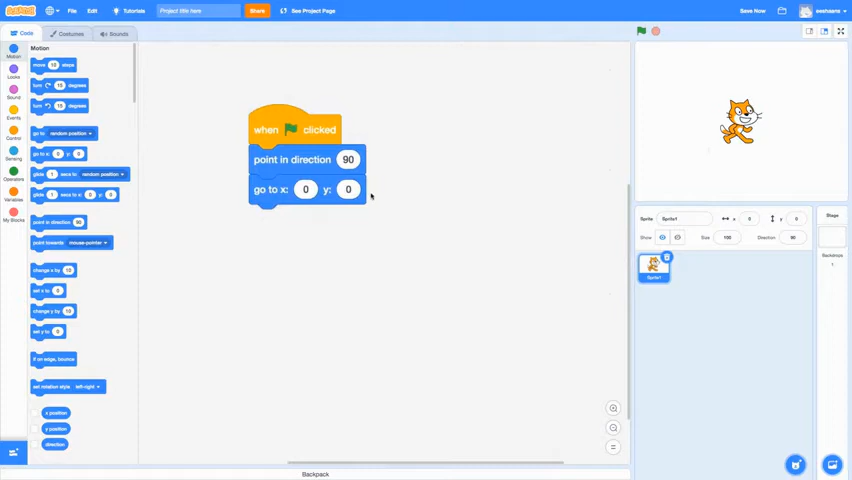 SCRATCH
File
Edit
Tutorials
Project title here
Share
See Project Page
Save Now
Code
Costumes
Sounds
Motion
Looks
Sound
Events
Control
Sensing
Operators
Variables
My Blocks
Motion
move 10 steps
turn 15 degrees
turn 15 degrees
go to random position
go to x: 0 y: 0
glide 1 secs to random position
glide 1 secs to x: 0 y: 0
point in direction 90
point towards mouse-pointer
change x by 10
set x to 0
change y by 10
set y to 0
if on edge, bounce
set rotation style left-right
x position
y position
direction
when clicked
point in direction 90
go to x: 0 y: 0
Backpack
Sprite Sprite1 x 0 y 0
Show Size 100 Direction 90
Sprite1
Stage
Backdrops
1